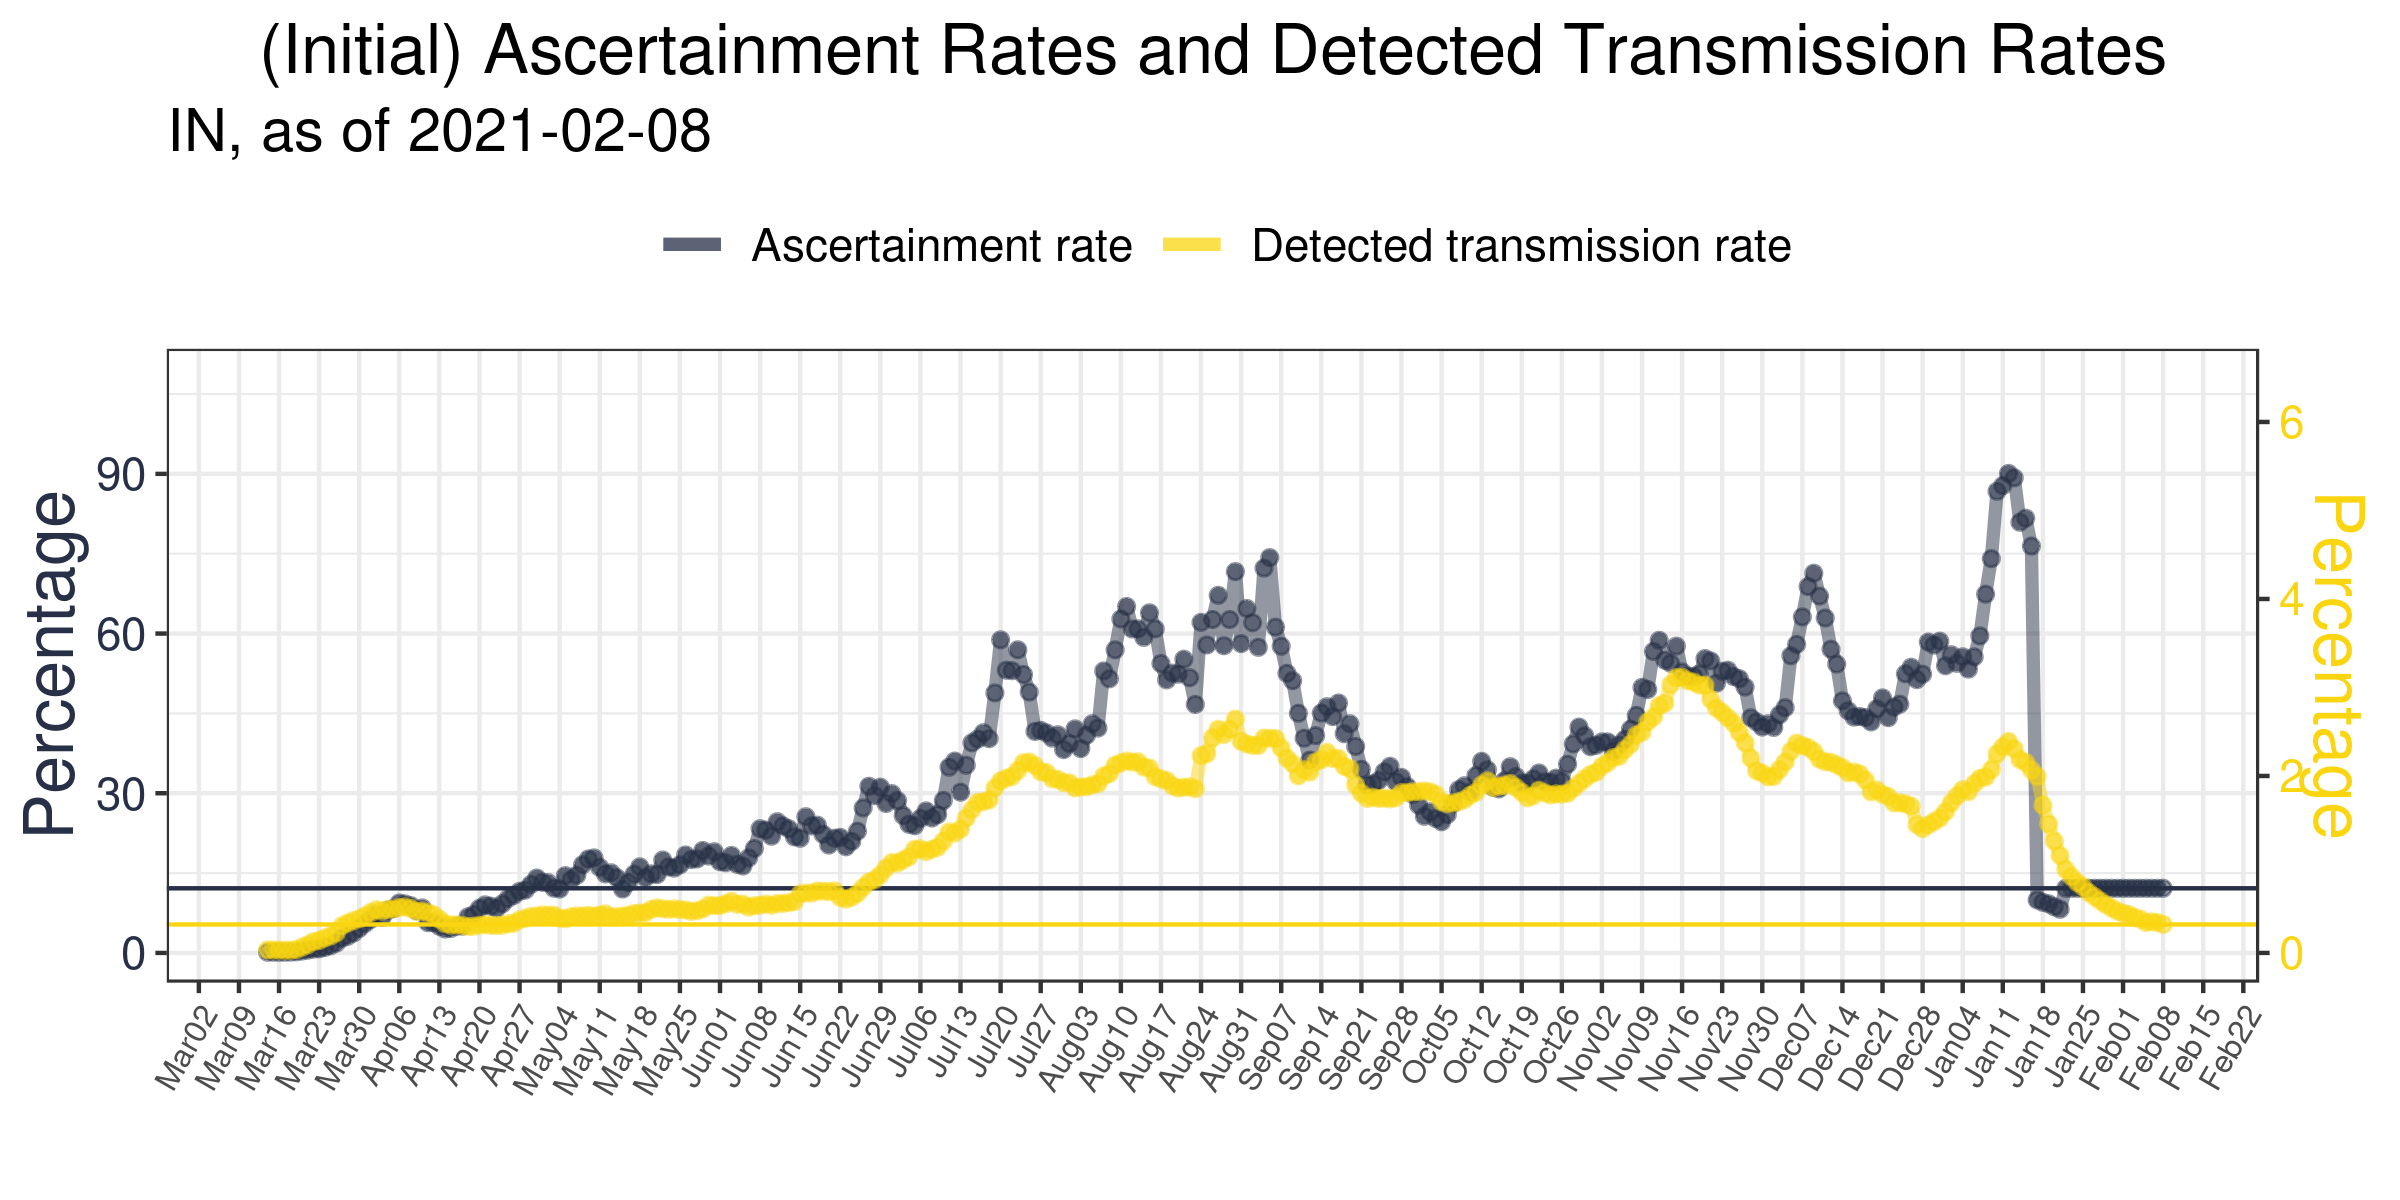 (Initial) Ascertainment Rates and Detected Transmission Rates
IN, as of 2021-02-08
Ascertainment rate
Detected transmission rate
Percentage
90
60
30
0
6
4
2
0
Percentage
Mar02
Mar09
Mar16
Mar23
Mar30
Apr06
Apr13
Apr20
Apr27
May04
May11
May18
May25
Jun01
Jun08
Jun15
Jun22
Jun29
Jul06
Jul13
Jul20
Jul27
Aug03
Aug10
Aug17
Aug24
Aug31
Sep07
Sep14
Sep21
Sep28
Oct05
Oct12
Oct19
Oct26
Nov02
Nov09
Nov16
Nov23
Nov30
Dec07
Dec14
Dec21
Dec28
Jan04
Jan11
Jan18
Jan25
Feb01
Feb08
Feb15
Feb22